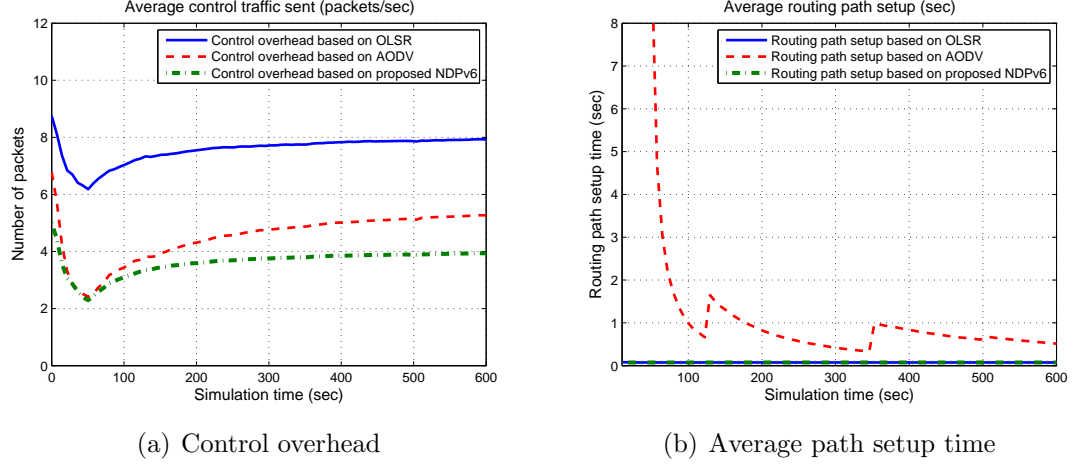 Average control traffic sent (packets/sec)
12
10
8
6
4
2
0
Number of packets
Control overhead based on OLSR
Control overhead based on AODV
Control overhead based on proposed NDPv6
0 100 200 300 400 500 600
Simulation time (sec)
(a) Control overhead
Average routing path setup (sec)
8
7
6
5
4
3
2
1
0
Routing path setup time (sec)
Routing path setup based on OLSR
Routing path setup based on AODV
Routing path setup based on proposed NDPv6
100 200 300 400 500 600
Simulation time (sec)
(b) Average path setup time